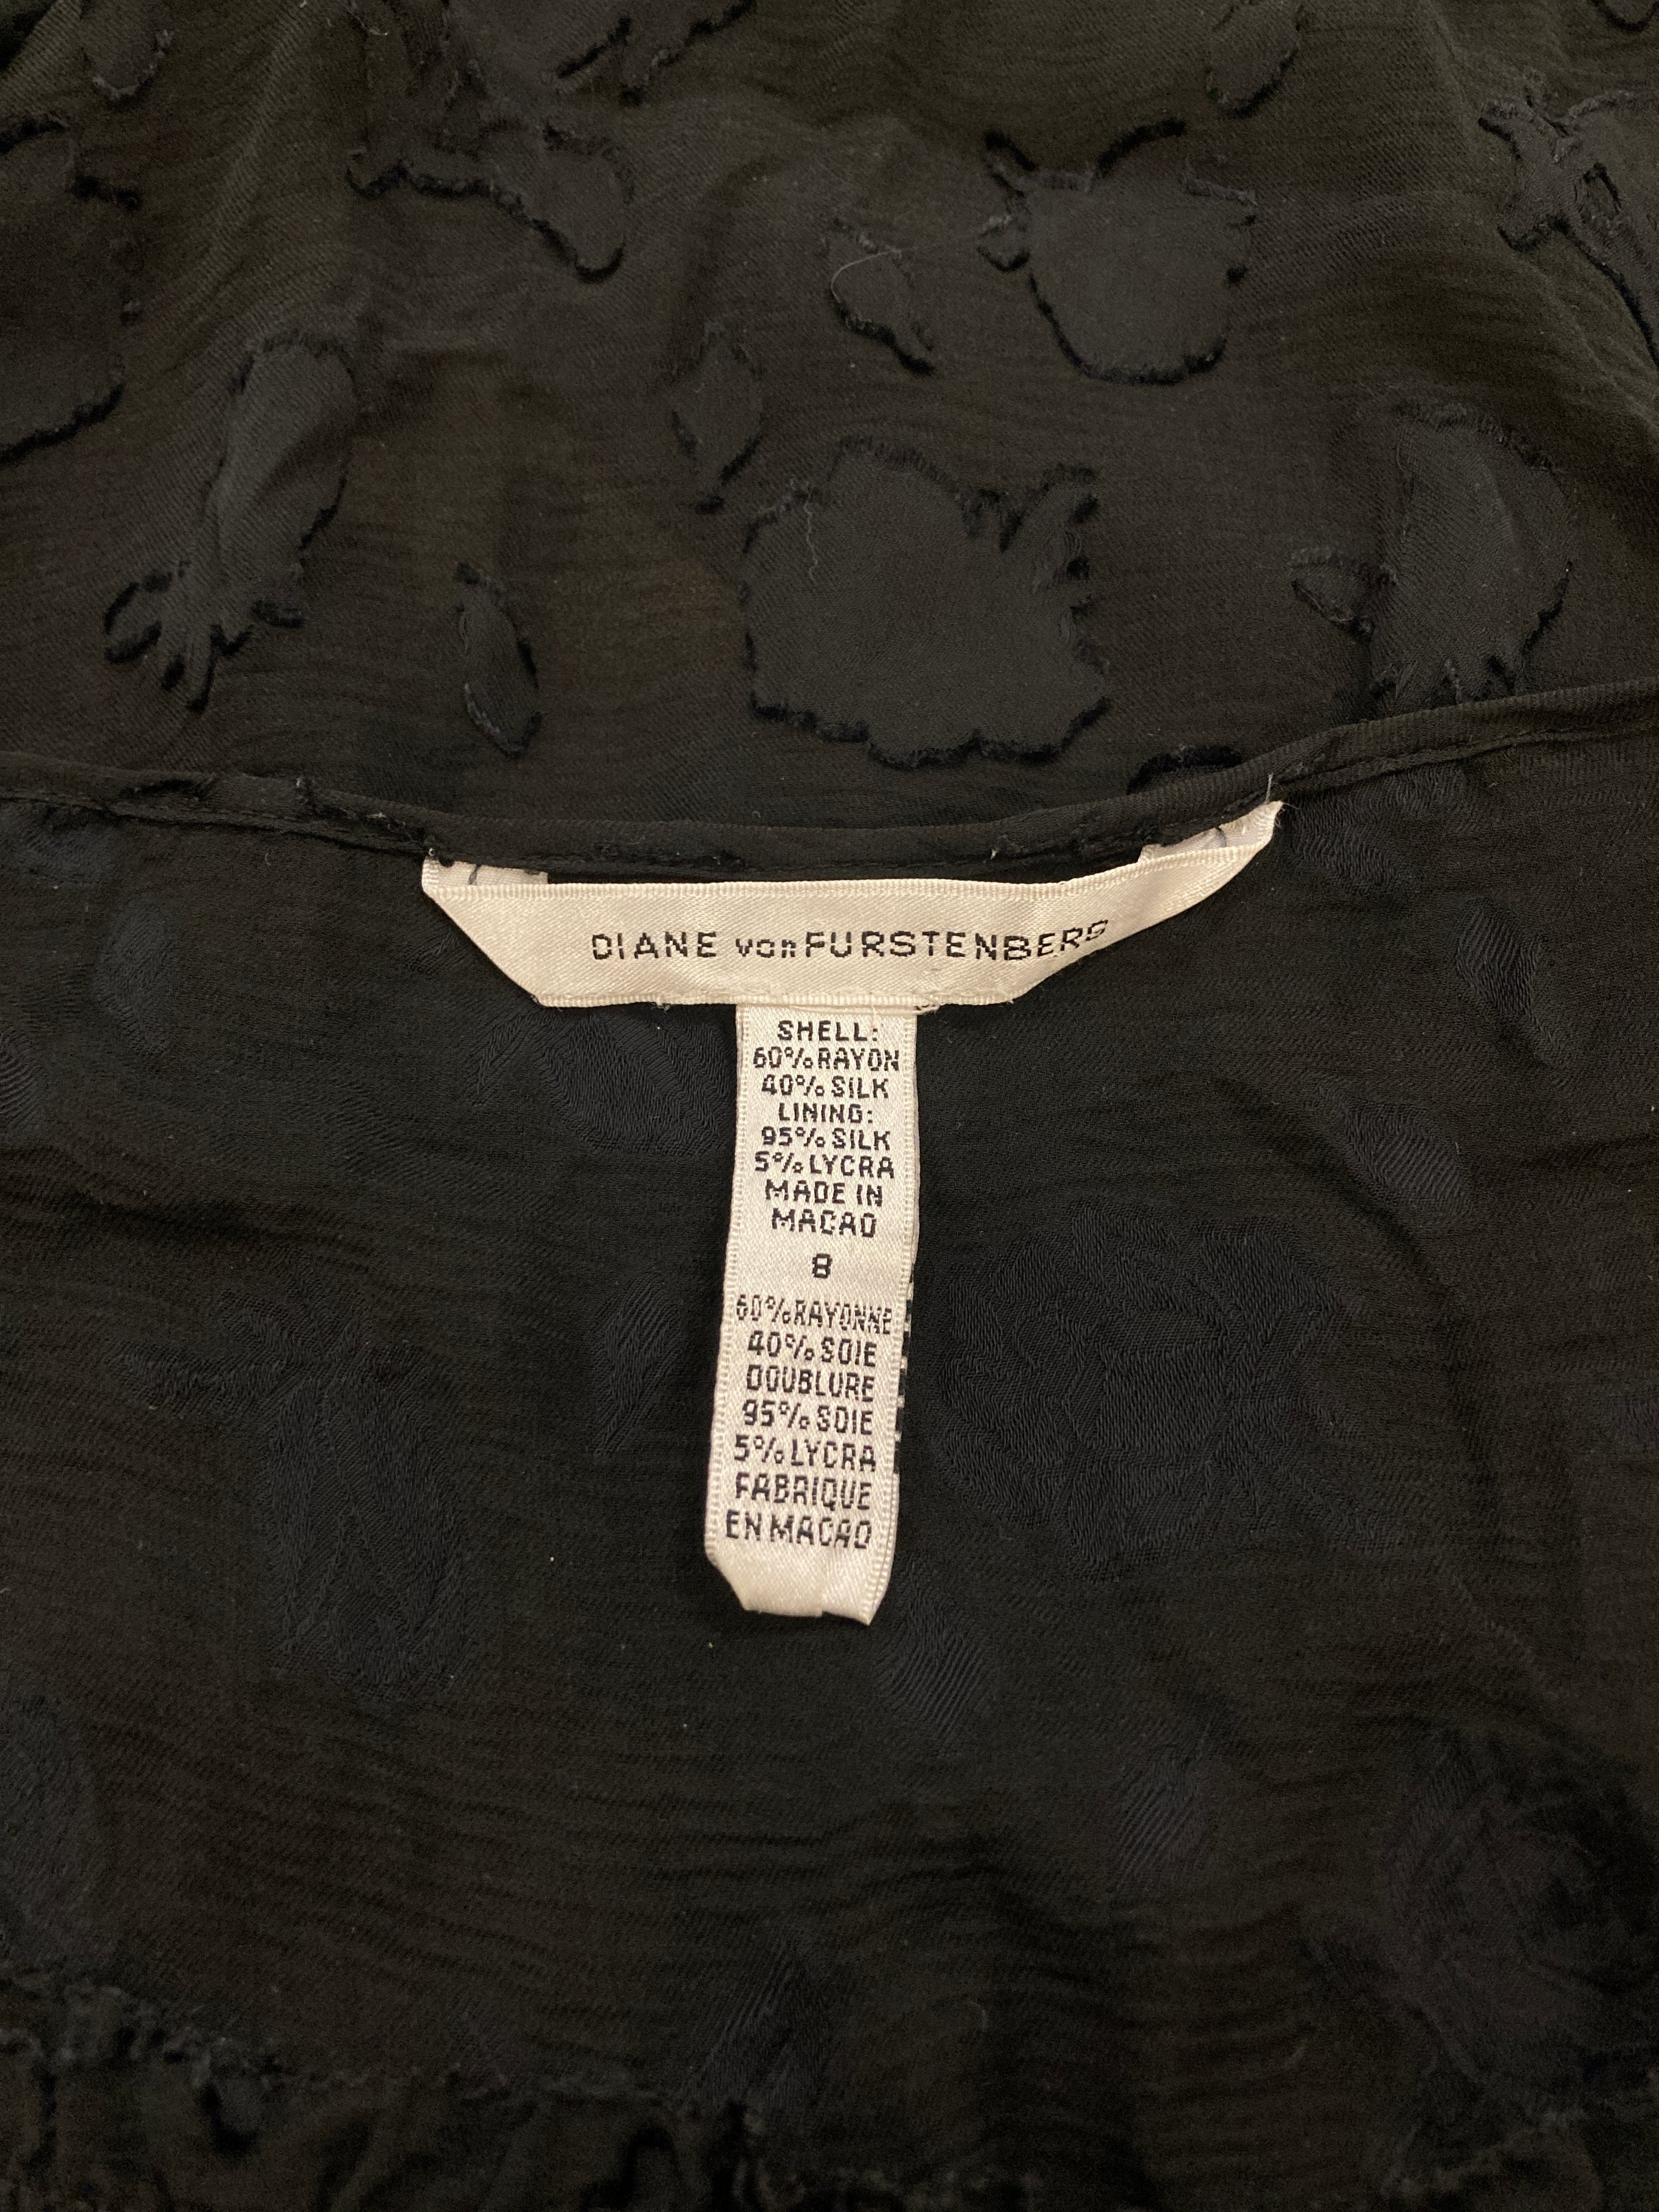 DIANE von FURSTENBERG
SHELL:
60% RAYON
40% SILK
LINING:
95% SILK
5% LYCRA
MADE IN
MACAO
8
60% RAYONNE
40% SOIE
DOUBLURE
95% SOIE
5% LYCRA
FABRIQUE
EN MACAO